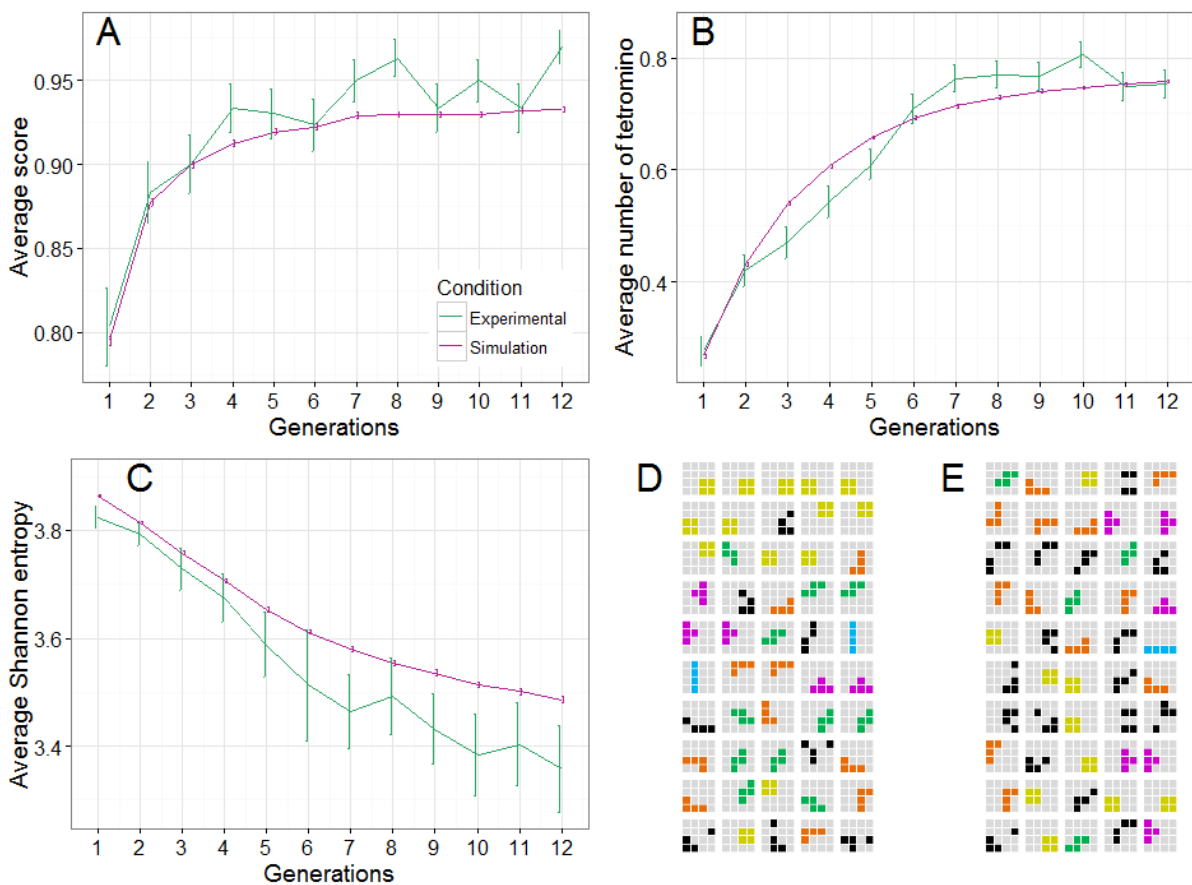 A
Average score
0.95
0.90
0.85
0.80
Condition
Experimental
Simulation
1 2 3 4 5 6 7 8 9 10 11 12
Generations
B
Average number of tetromino
0.8
0.6
0.4
1 2 3 4 5 6 7 8 9 10 11 12
Generations
C
Average Shannon entropy
3.8
3.6
3.4
1 2 3 4 5 6 7 8 9 10 11 12
Generations
D
E